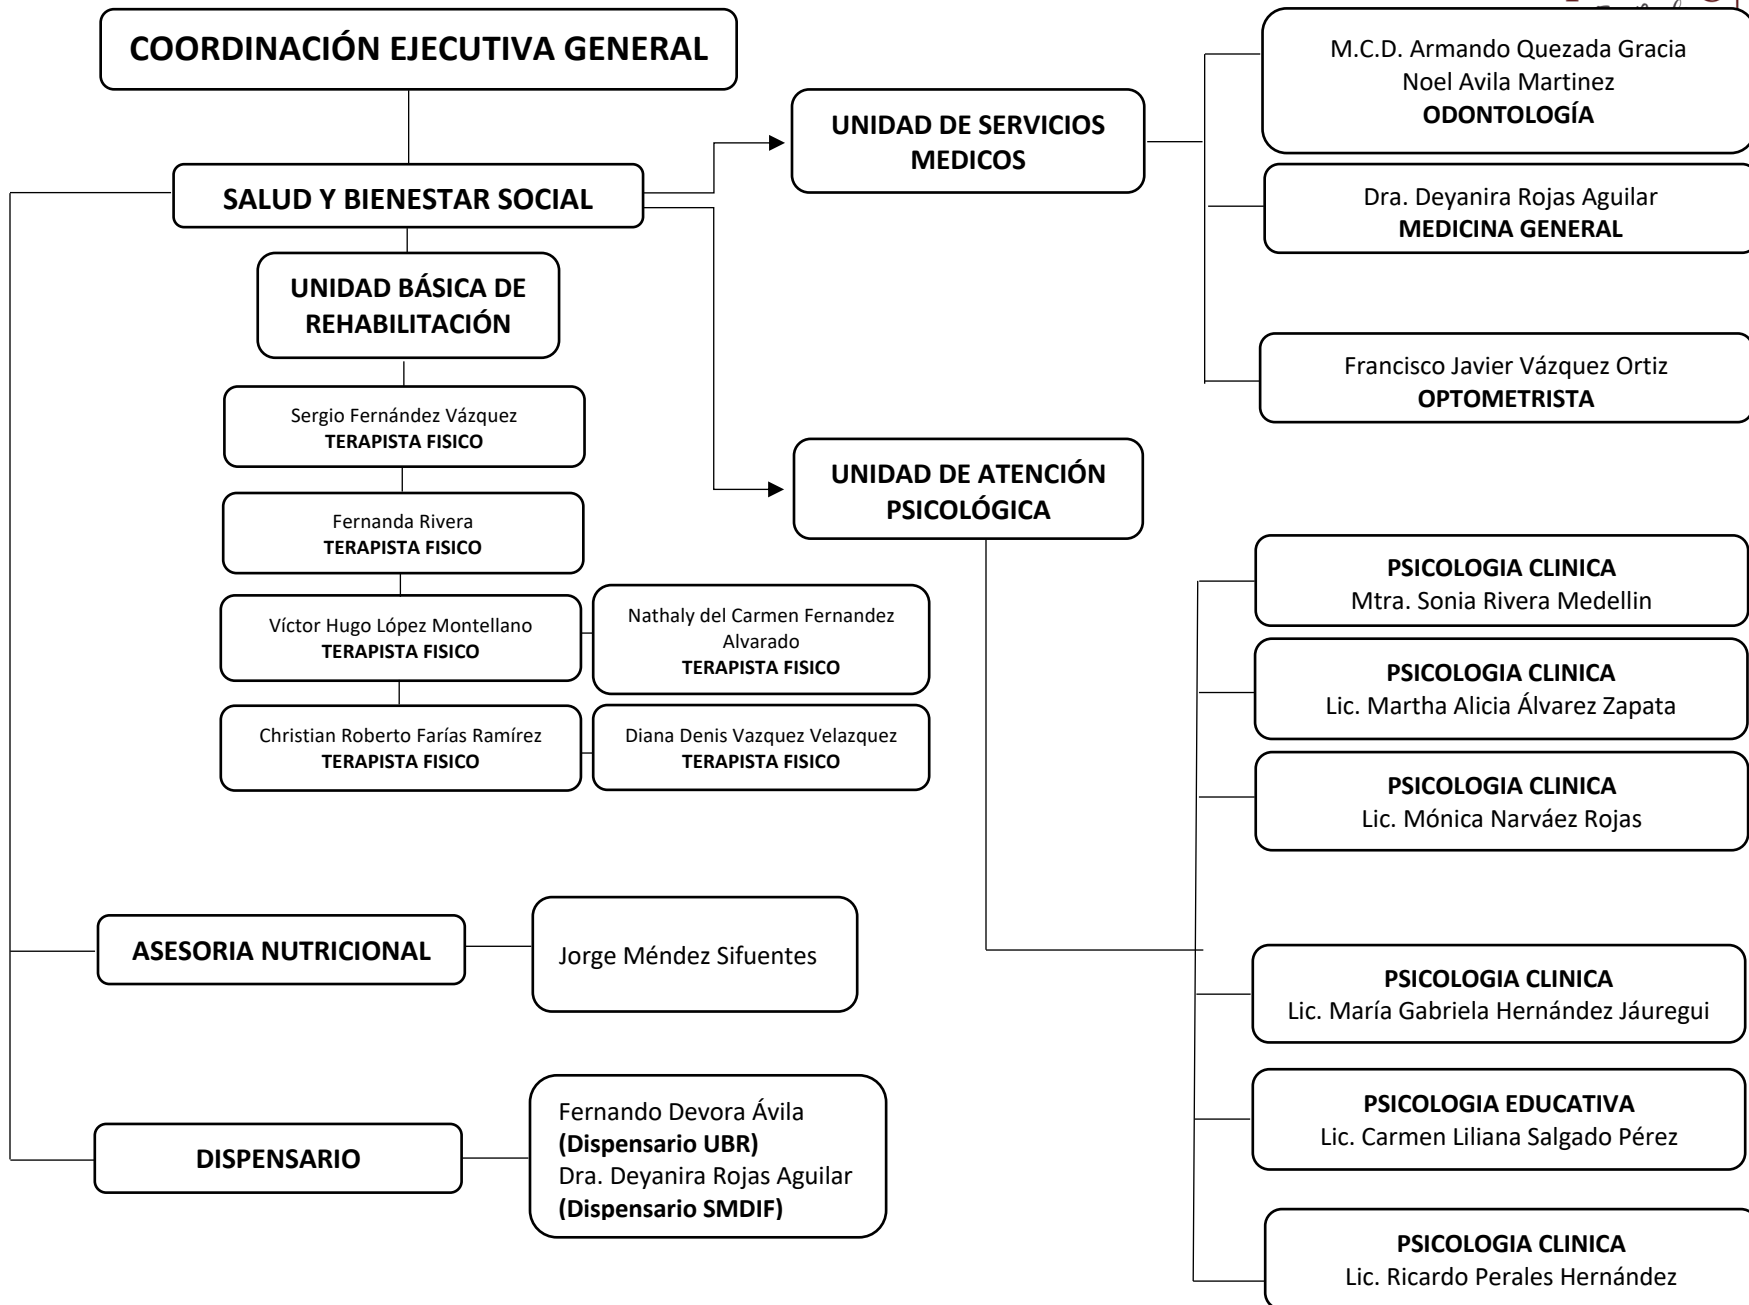 COORDINACIÓN EJECUTIVA GENERAL
SALUD Y BIENESTAR SOCIAL
UNIDAD BÁSICA DE
REHABILITACIÓN
Sergio Fernández Vázquez
TERAPISTA FISICO
Fernanda Rivera
TERAPISTA FISICO
Víctor Hugo López Montellano
TERAPISTA FISICO
Nathaly del Carmen Fernandez
Alvarado
TERAPISTA FISICO
Christian Roberto Farías Ramírez
TERAPISTA FISICO
Diana Denis Vazquez Velazquez
TERAPISTA FISICO
ASESORIA NUTRICIONAL
Jorge Méndez Sifuentes
DISPENSARIO
Fernando Devora Ávila
(Dispensario UBR)
Dra. Deyanira Rojas Aguilar
(Dispensario SMDIF)
UNIDAD DE SERVICIOS
MEDICOS
M.C.D. Armando Quezada Gracia
Noel Avila Martinez
ODONTOLOGÍA
Dra. Deyanira Rojas Aguilar
MEDICINA GENERAL
Francisco Javier Vázquez Ortiz
OPTOMETRISTA
UNIDAD DE ATENCIÓN
PSICOLÓGICA
PSICOLOGIA CLINICA
Mtra. Sonia Rivera Medellin
PSICOLOGIA CLINICA
Lic. Martha Alicia Álvarez Zapata
PSICOLOGIA CLINICA
Lic. Mónica Narváez Rojas
PSICOLOGIA CLINICA
Lic. María Gabriela Hernández Jáuregui
PSICOLOGIA EDUCATIVA
Lic. Carmen Liliana Salgado Pérez
PSICOLOGIA CLINICA
Lic. Ricardo Perales Hernández